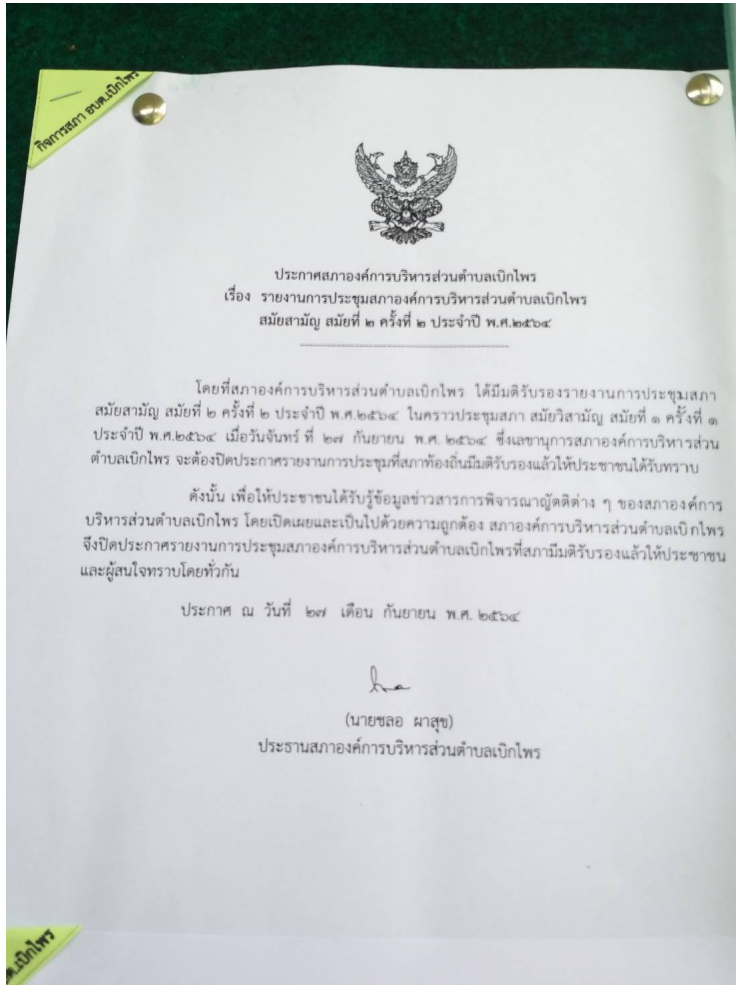 กิจการสภา อบต.เบิกไพร
ประกาศสภาองค์การบริหารส่วนตำบลเบิกไพร
เรื่อง รายงานการประชุมสภาองค์การบริหารส่วนตำบลเบิกไพร
สมัยสามัญ สมัยที่ ๒ ครั้งที่ ๒ ประจำปี พ.ศ.๒๕๖๔
โดยที่สภาองค์การบริหารส่วนตำบลเบิกไพร ได้มีมติรับรองรายงานการประชุมสภา
สมัยสามัญ สมัยที่ ๒ ครั้งที่ ๒ ประจำปี พ.ศ.๒๕๖๔ ในคราวประชุมสภา สมัยวิสามัญ สมัยที่ ๑ ครั้งที่ ๑
ประจำปี พ.ศ.๒๕๖๔ เมื่อวันจันทร์ ที่ ๒๗ กันยายน พ.ศ. ๒๕๖๔ ซึ่งเลขานุการสภาองค์การบริหารส่วน
ตำบลเบิกไพร จะต้องปิดประกาศรายงานการประชุมที่สภาท้องถิ่นมีมติรับรองแล้วให้ประชาชนได้รับทราบ
ดังนั้น เพื่อให้ประชาชนได้รับรู้ข้อมูลข่าวสารการพิจารณาญัตติต่าง ๆ ของสภาองค์การ
บริหารส่วนตำบลเบิกไพร โดยเปิดเผยและเป็นไปด้วยความถูกต้อง สภาองค์การบริหารส่วนตำบลเบิกไพร
จึงปิดประกาศรายงานการประชุมสภาองค์การบริหารส่วนตำบลเบิกไพรที่สภามีมติรับรองแล้วให้ประชาชน
และผู้สนใจทราบโดยทั่วกัน
ประกาศ ณ วันที่ ๒๗ เดือน กันยายน พ.ศ. ๒๕๖๔
(นายชลอ ผาสุข)
ประธานสภาองค์การบริหารส่วนตำบลเบิกไพร
เบิกไพร